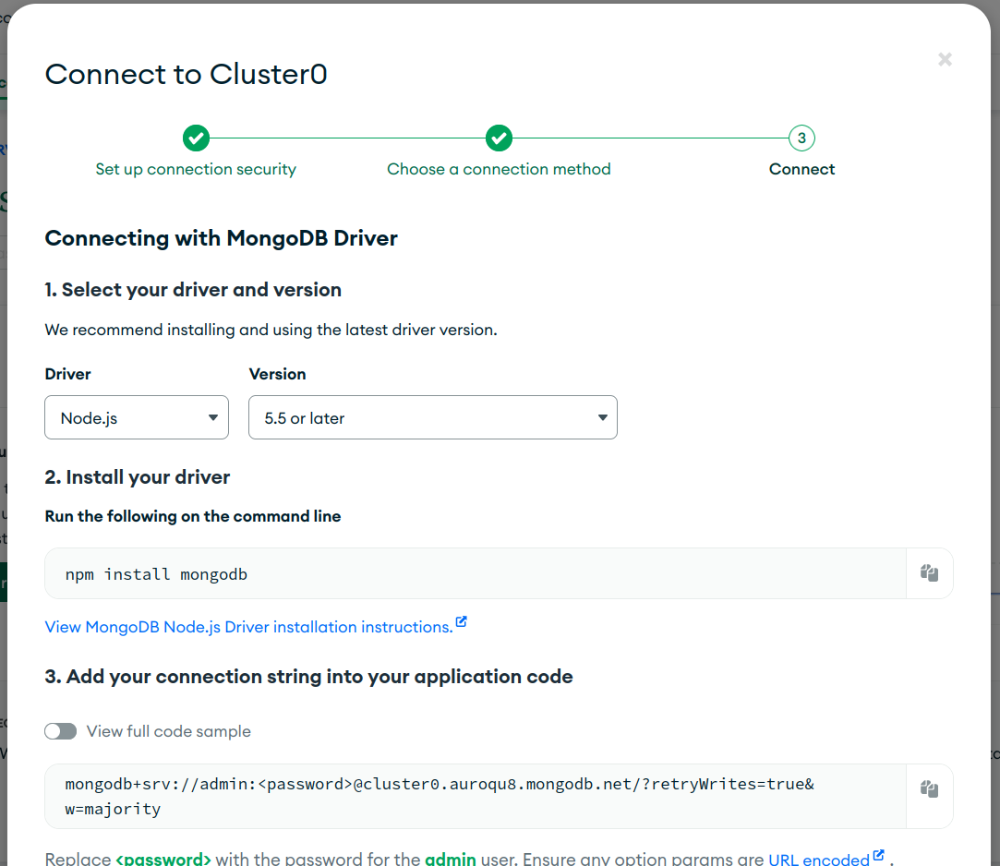 Connect to Cluster0
3
Set up connection security
Choose a connection method
Connect
Connecting with MongoDB Driver
1. Select your driver and version
We recommend installing and using the latest driver version.
Driver
Version
Node.js
5.5 or later
2. Install your driver
Run the following on the command line
npm install mongodb
View MongoDB Node.js Driver installation instructions.
3. Add your connection string into your application code
View full code sample
mongodb+srv://admin:<password>@cluster0.auroqu8.mongodb.net/?retryWrites=true&
w=majority
Replace <password> with the password for the admin user. Ensure any option params are URL encoded .